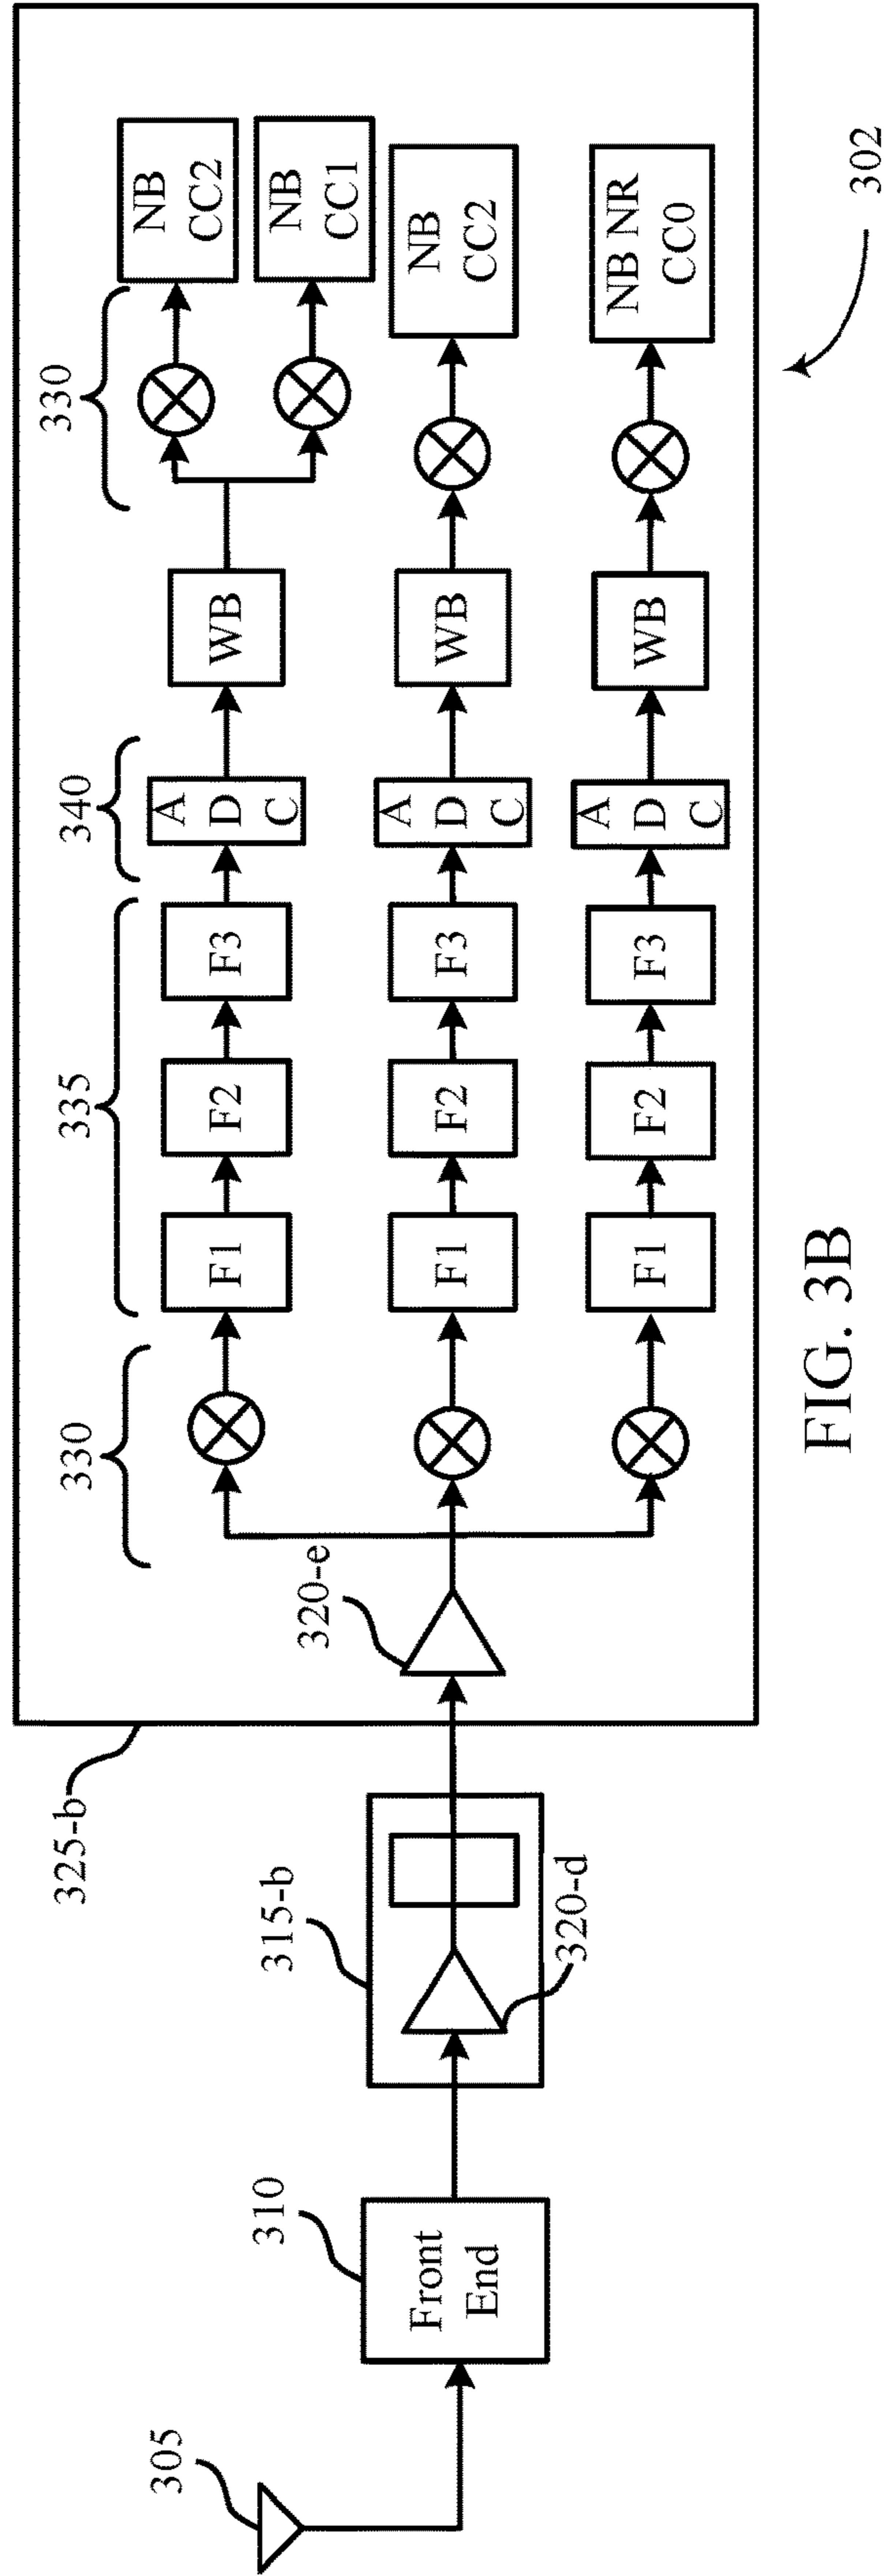 305
310
Front
End
315-b
320-d
325-b
320-e
330
335
340
330
F1
F2
F3
A
D
C
WB
NB
CC2
NB
CC1
F1
F2
F3
A
D
C
WB
NB
CC2
F1
F2
F3
A
D
C
WB
NB NR
CC0
302
FIG. 3B